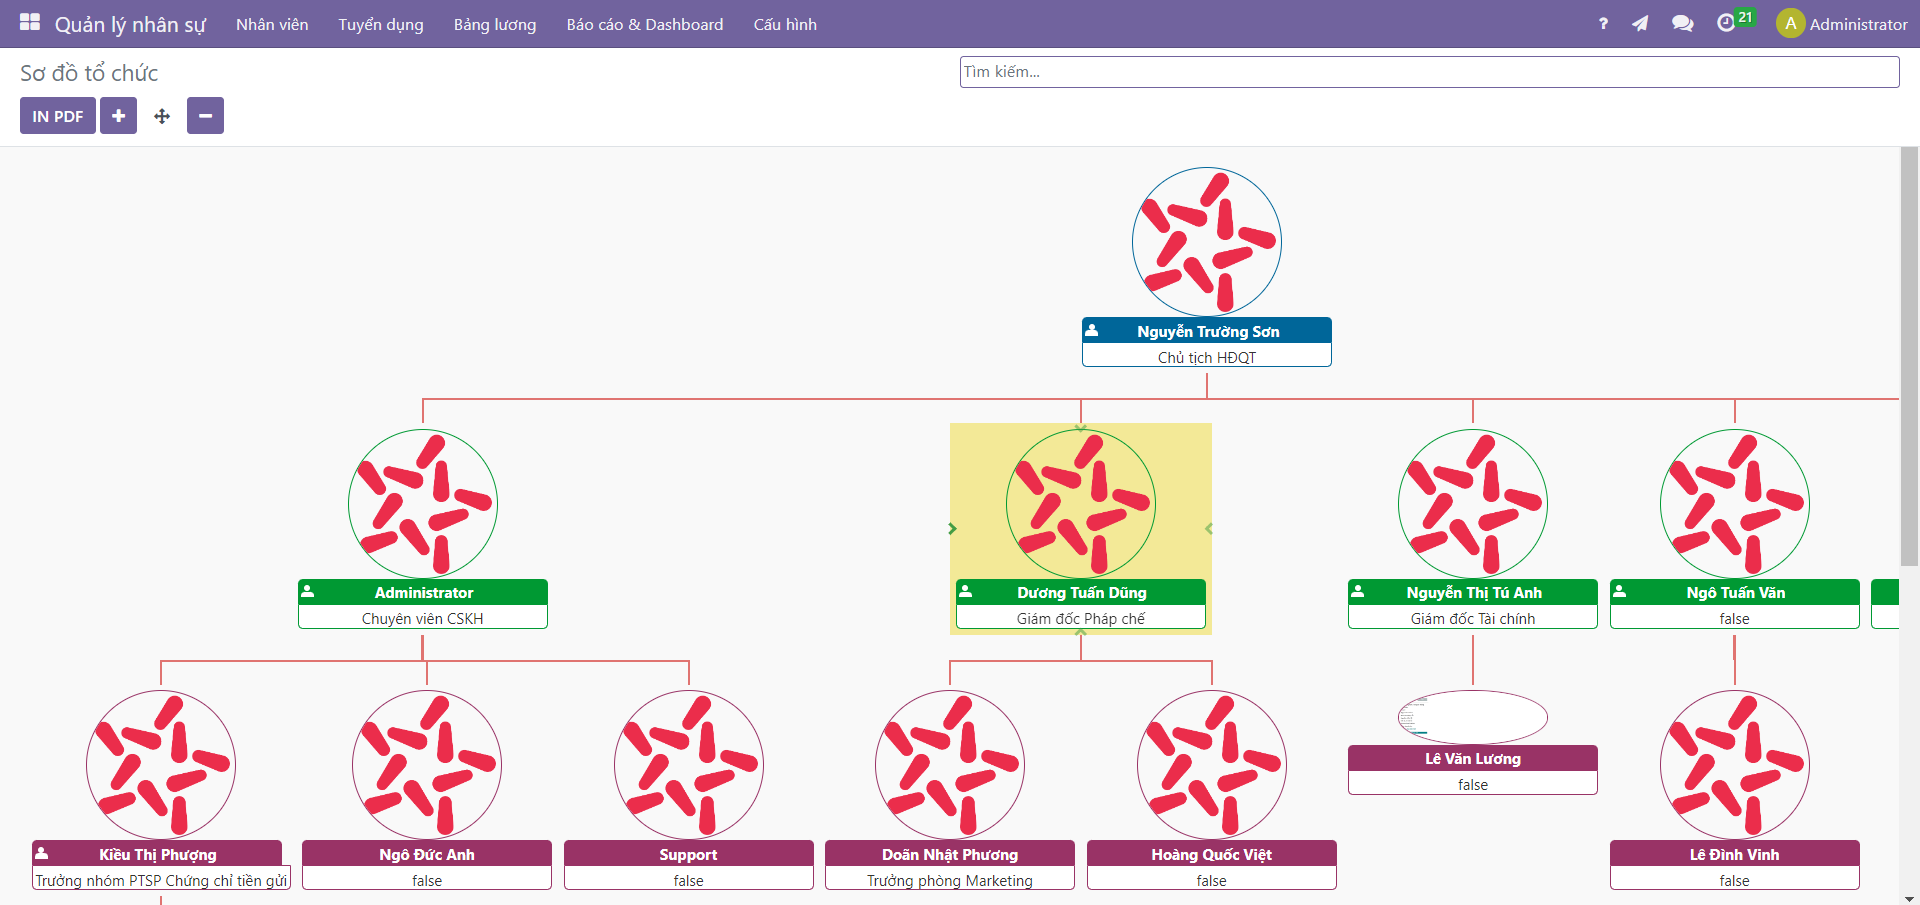 Quản lý nhân sự Nhân viên Tuyển dụng Bảng lương Báo cáo & Dashboard Cấu hình ? 21 A Administrator
Sơ đồ tổ chức
Tìm kiếm...
IN PDF
Nguyễn Trường Sơn
Chủ tịch HĐQT
Administrator
Chuyên viên CSKH
Dương Tuấn Dũng
Giám đốc Pháp chế
Nguyễn Thị Tú Anh
Giám đốc Tài chính
Ngô Tuấn Văn
false
Kiều Thị Phượng
Trưởng nhóm PTSP Chứng chỉ tiền gửi
Ngô Đức Anh
false
Support
false
Doãn Nhật Phương
Trưởng phòng Marketing
Hoàng Quốc Việt
false
Lê Văn Lương
false
Lê Đình Vinh
false